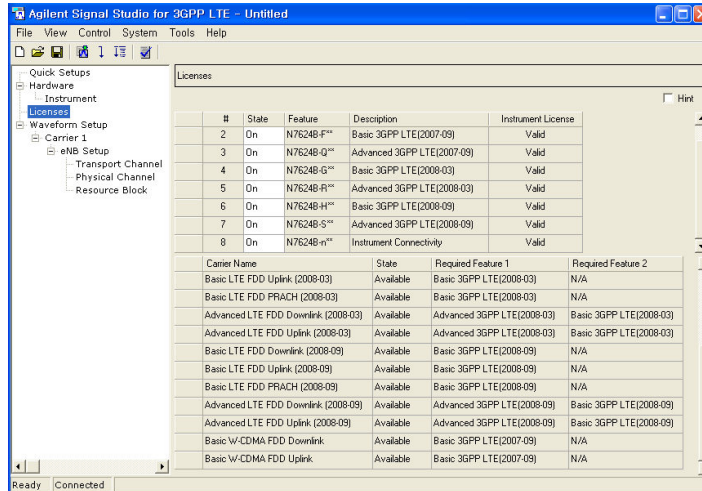 Agilent Signal Studio for 3GPP LTE - Untitled
File View Control System Tools Help
Quick Setups
Hardware
Instrument
Licenses
Waveform Setup
Carrier 1
eNB Setup
Transport Channel
Physical Channel
Resource Block
Licenses
Hint
# State Feature Description Instrument License
2 On N7624B-F** Basic 3GPP LTE(2007-09) Valid
3 On N7624B-Q** Advanced 3GPP LTE(2007-09) Valid
4 On N7624B-G** Basic 3GPP LTE(2008-03) Valid
5 On N7624B-R** Advanced 3GPP LTE(2008-03) Valid
6 On N7624B-H** Basic 3GPP LTE(2008-09) Valid
7 On N7624B-S** Advanced 3GPP LTE(2008-09) Valid
8 On N7624B-n** Instrument Connectivity Valid
Carrier Name State Required Feature 1 Required Feature 2
Basic LTE FDD Uplink (2008-03) Available Basic 3GPP LTE(2008-03) N/A
Basic LTE FDD PRACH (2008-03) Available Basic 3GPP LTE(2008-03) N/A
Advanced LTE FDD Downlink (2008-03) Available Advanced 3GPP LTE(2008-03) Basic 3GPP LTE(2008-03)
Advanced LTE FDD Uplink (2008-03) Available Advanced 3GPP LTE(2008-03) Basic 3GPP LTE(2008-03)
Basic LTE FDD Downlink (2008-09) Available Basic 3GPP LTE(2008-09) N/A
Basic LTE FDD Uplink (2008-09) Available Basic 3GPP LTE(2008-09) N/A
Basic LTE FDD PRACH (2008-09) Available Basic 3GPP LTE(2008-09) N/A
Advanced LTE FDD Downlink (2008-09) Available Advanced 3GPP LTE(2008-09) Basic 3GPP LTE(2008-09)
Advanced LTE FDD Uplink (2008-09) Available Advanced 3GPP LTE(2008-09) Basic 3GPP LTE(2008-09)
Basic W-CDMA FDD Downlink Available Basic 3GPP LTE(2007-09) N/A
Basic W-CDMA FDD Uplink Available Basic 3GPP LTE(2007-09) N/A
Ready Connected